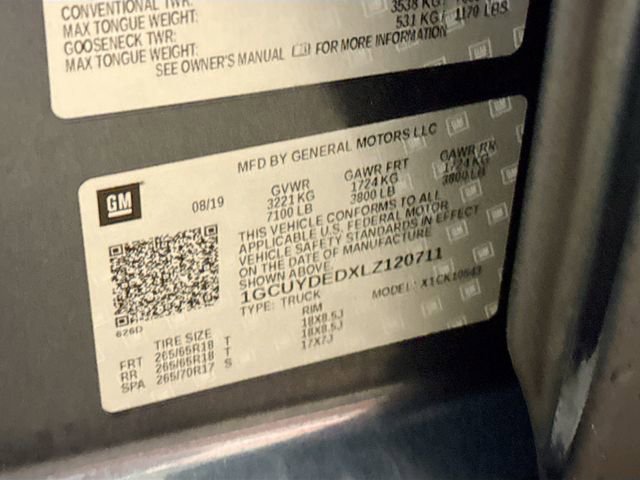 CONVENTIONAL TWR: 3538 KG
MAX TONGUE WEIGHT: 531 KG / 1170 LBS
GOOSENECK TWR:
MAX TONGUE WEIGHT:
SEE OWNER'S MANUAL FOR MORE INFORMATION
MFD BY GENERAL MOTORS LLC
GM
08/19
GVWR GAWR FRT GAWR RR
3221 KG 1724 KG 1724 KG
7100 LB 3800 LB 3800 LB
THIS VEHICLE CONFORMS TO ALL
APPLICABLE U.S. FEDERAL MOTOR
VEHICLE SAFETY STANDARDS IN EFFECT
ON THE DATE OF MANUFACTURE
SHOWN ABOVE.
1GCUYDEDXLZ120711
TYPE: TRUCK MODEL: X1CK10543
626D
TIRE SIZE RIM
FRT 265/65R18 T 18X8.5J
RR 265/65R18 T 18X8.5J
SPA 265/70R17 S 17X7J